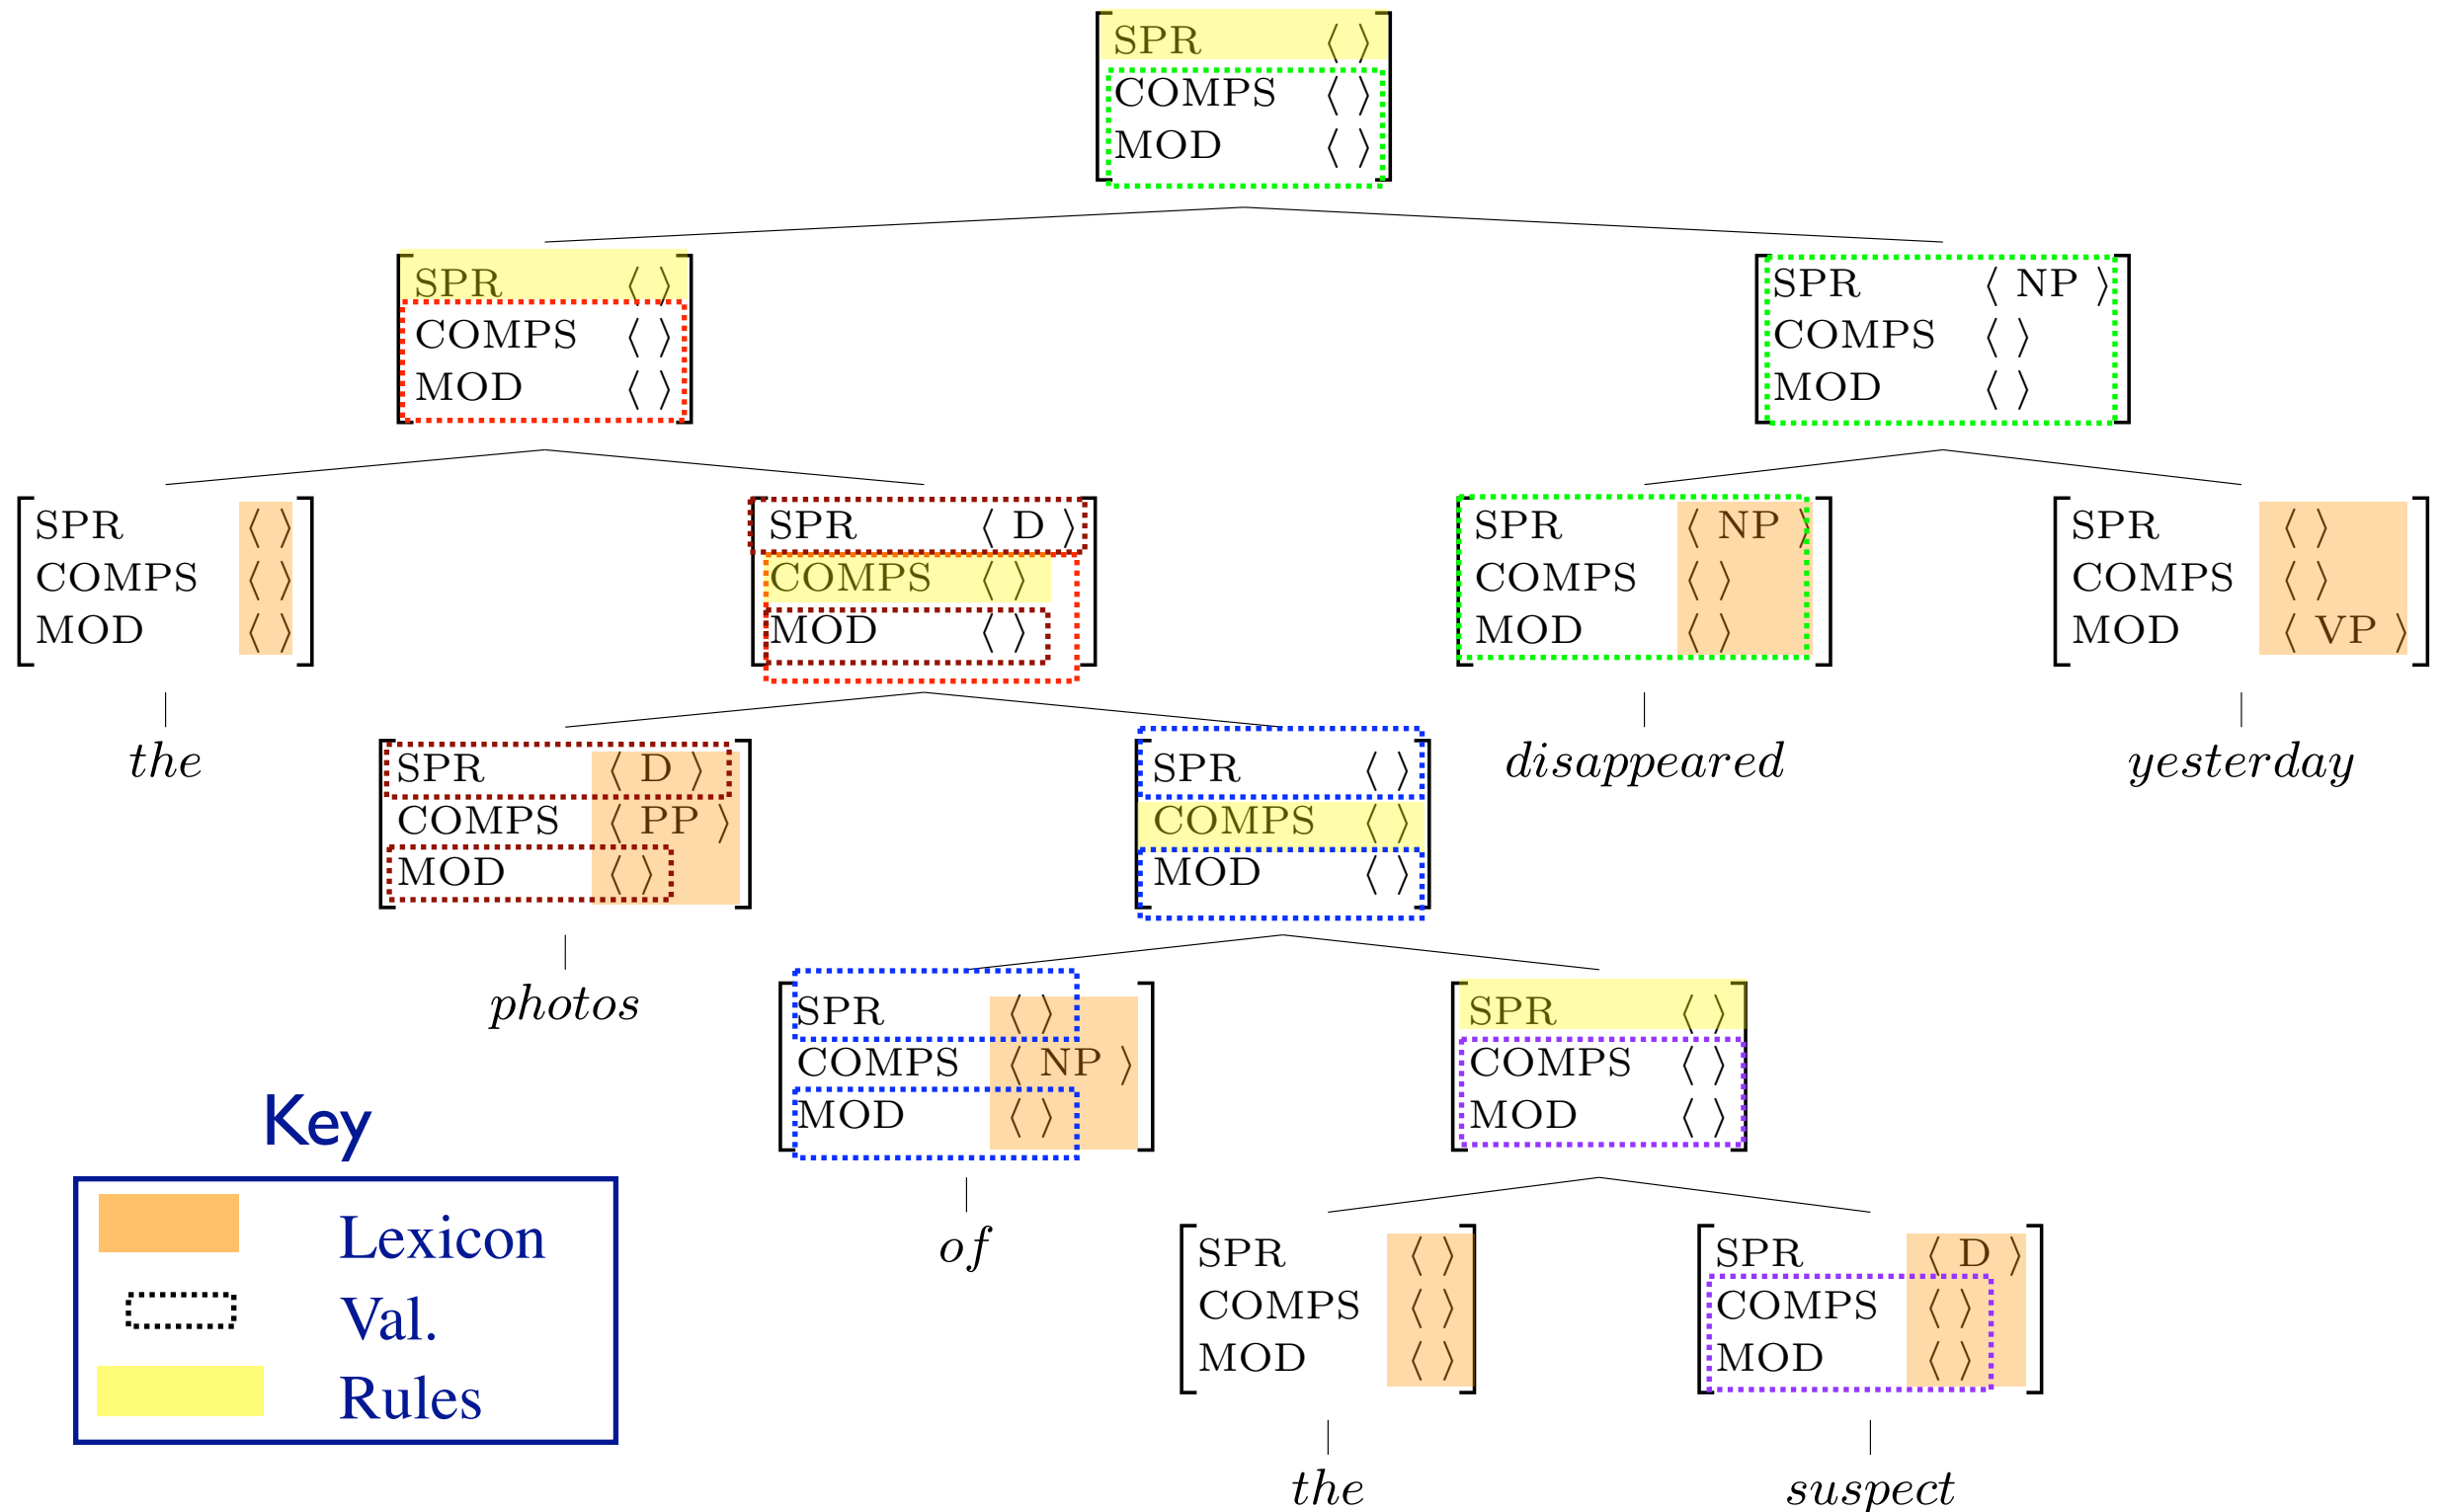 SPR ⟨ ⟩
COMPS ⟨ ⟩
MOD ⟨ ⟩
SPR ⟨ ⟩
COMPS ⟨ ⟩
MOD ⟨ ⟩
SPR ⟨ NP ⟩
COMPS ⟨ ⟩
MOD ⟨ ⟩
SPR ⟨ ⟩
COMPS ⟨ ⟩
MOD ⟨ ⟩
the
SPR ⟨ D ⟩
COMPS ⟨ ⟩
MOD ⟨ ⟩
SPR ⟨ NP ⟩
COMPS ⟨ ⟩
MOD ⟨ ⟩
disappeared
SPR ⟨ ⟩
COMPS ⟨ ⟩
MOD ⟨ VP ⟩
yesterday
SPR ⟨ D ⟩
COMPS ⟨ PP ⟩
MOD ⟨ ⟩
photos
SPR ⟨ ⟩
COMPS ⟨ ⟩
MOD ⟨ ⟩
SPR ⟨ ⟩
COMPS ⟨ NP ⟩
MOD ⟨ ⟩
of
SPR ⟨ ⟩
COMPS ⟨ ⟩
MOD ⟨ ⟩
SPR ⟨ ⟩
COMPS ⟨ ⟩
MOD ⟨ ⟩
the
SPR ⟨ D ⟩
COMPS ⟨ ⟩
MOD ⟨ ⟩
suspect
Key
Lexicon
Val.
Rules